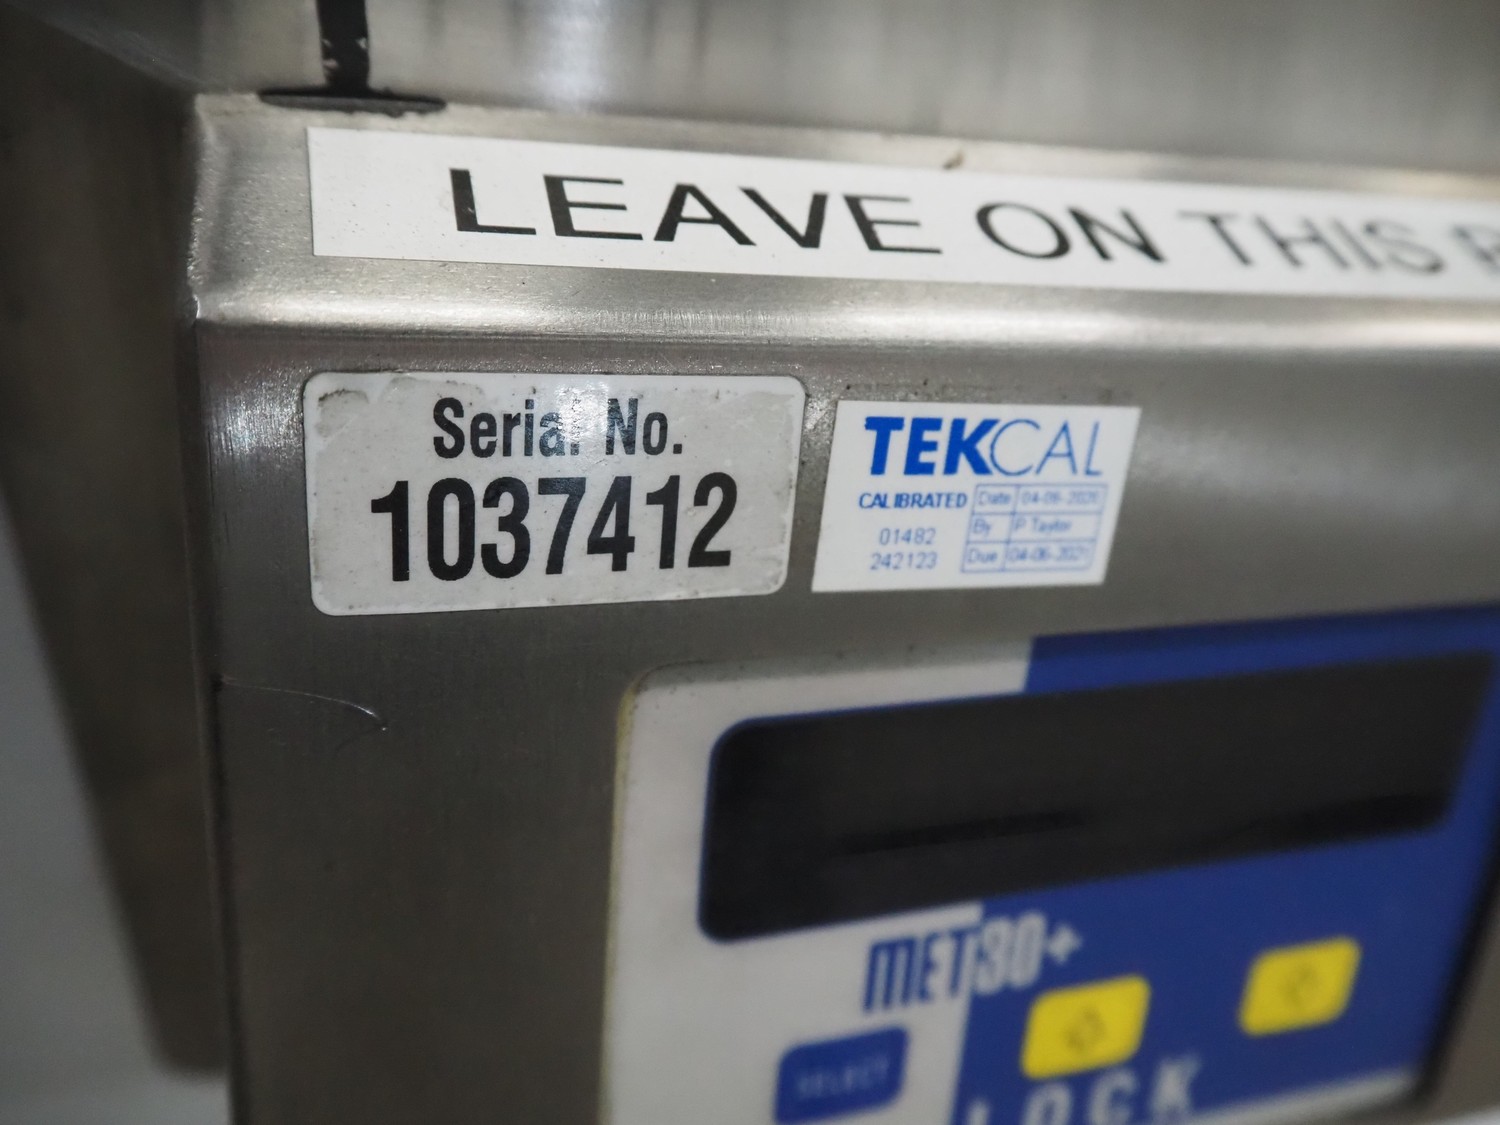 LEAVE ON THIS
Serial No.
1037412
TEKCAL
CALIBRATED
01482
242123
Date 04-06-2020
By P Taylor
Due 04-06-2021
MET30+
SELECT
LOCK